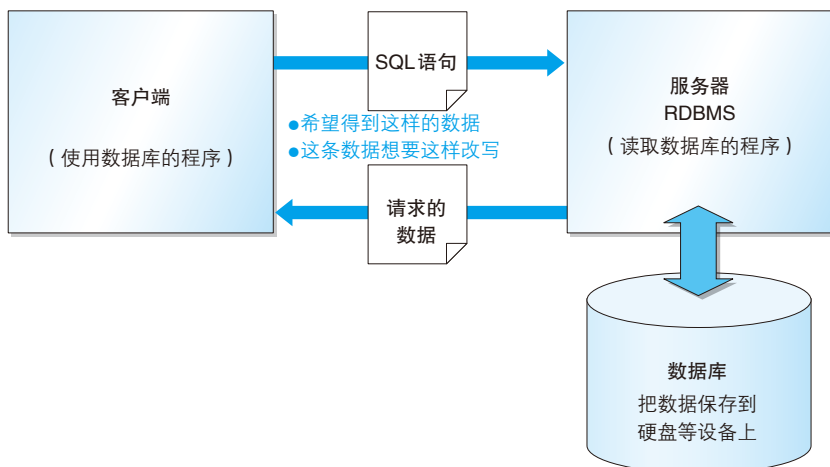 客户端
（使用数据库的程序）
SQL语句
●希望得到这样的数据
●这条数据想要这样改写
请求的
数据
服务器
RDBMS
（读取数据库的程序）
数据库
把数据保存到
硬盘等设备上